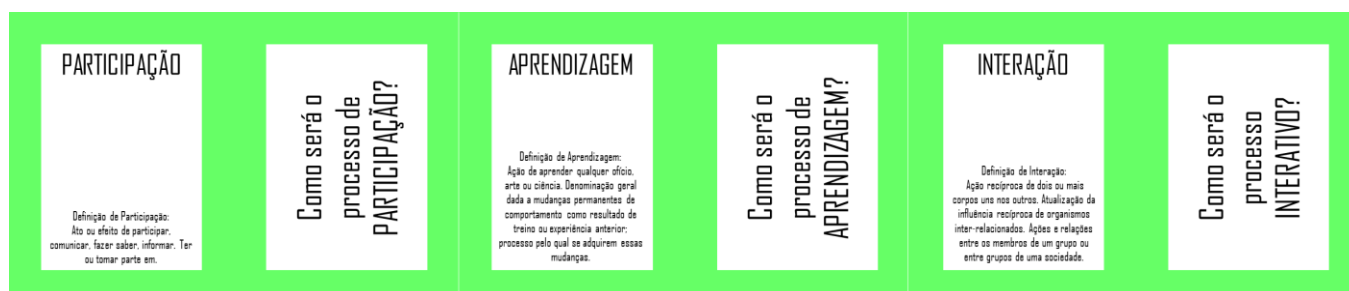 PARTICIPAÇÃO
Definição de Participação:
Ato ou efeito de participar,
comunicar, fazer saber, informar. Ter
ou tomar parte em.
Como será o
processo de
PARTICIPAÇÃO?
APRENDIZAGEM
Definição de Aprendizagem:
Ação de aprender qualquer ofício,
arte ou ciência. Denominação geral
dada a mudanças permanentes de
comportamento como resultado de
treino ou experiência anterior;
processo pelo qual se adquirem essas
mudanças.
Como será o
processo de
APRENDIZAGEM?
INTERAÇÃO
Definição de Interação:
Ação recíproca de dois ou mais
corpos uns nos outros. Atualização da
influência recíproca de organismos
inter-relacionados. Ações e relações
entre os membros de um grupo ou
entre grupos de uma sociedade.
Como será o
processo
INTERATIVO?